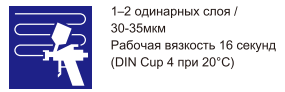 1–2 одинарных слоя /
30-35мкм
Рабочая вязкость 16 секунд
(DIN Cup 4 при 20°C)